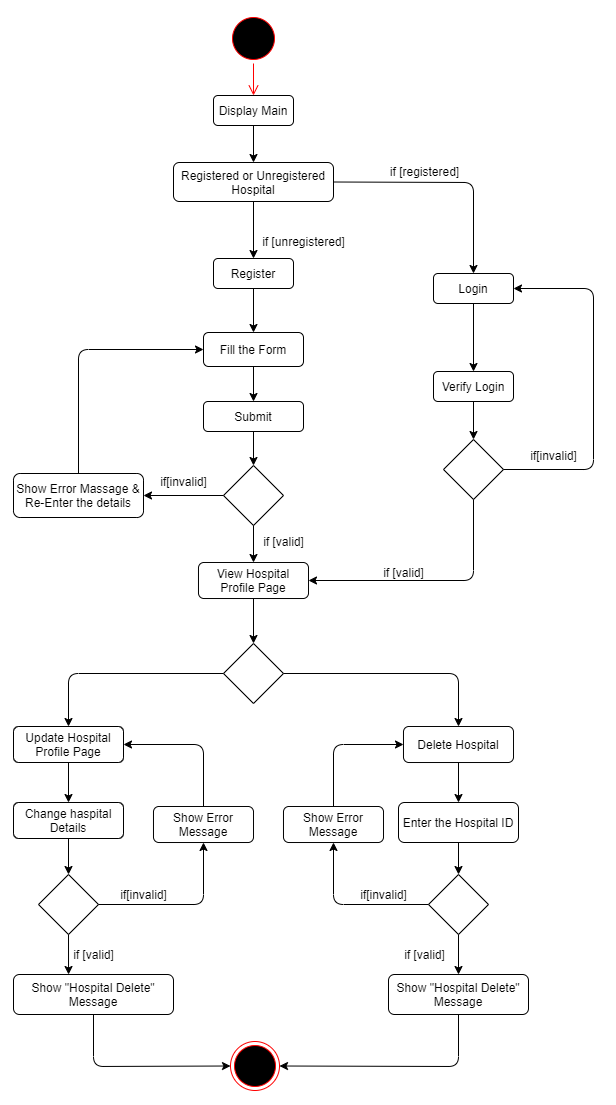 Display Main
Registered or Unregistered
Hospital
if [registered]
if [unregistered]
Register
Login
Fill the Form
Verify Login
Submit
if[invalid]
if[invalid]
Show Error Massage &
Re-Enter the details
if [valid]
View Hospital
Profile Page
if [valid]
Update Hospital
Profile Page
Delete Hospital
Change haspital
Details
Show Error
Message
Show Error
Message
Enter the Hospital ID
if[invalid]
if[invalid]
if [valid]
if [valid]
Show "Hospital Delete"
Message
Show "Hospital Delete"
Message